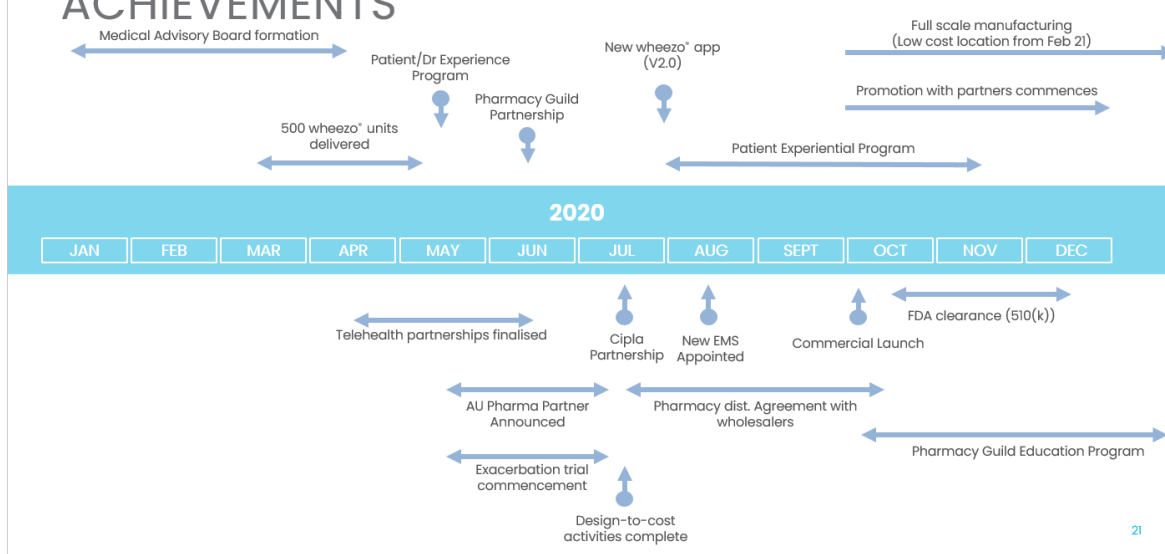 ACHIEVEMENTS
Medical Advisory Board formation
Patient/Dr Experience
Program
Pharmacy Guild
Partnership
500 wheezo® units
delivered
New wheezo® app
(V2.0)
Full scale manufacturing
(Low cost location from Feb 21)
Promotion with partners commences
Patient Experiential Program
2020
JAN FEB MAR APR MAY JUN JUL AUG SEPT OCT NOV DEC
Telehealth partnerships finalised
Cipla
Partnership
New EMS
Appointed
Commercial Launch
FDA clearance (510(k))
AU Pharma Partner
Announced
Pharmacy dist. Agreement with
wholesalers
Pharmacy Guild Education Program
Exacerbation trial
commencement
Design-to-cost
activities complete
21